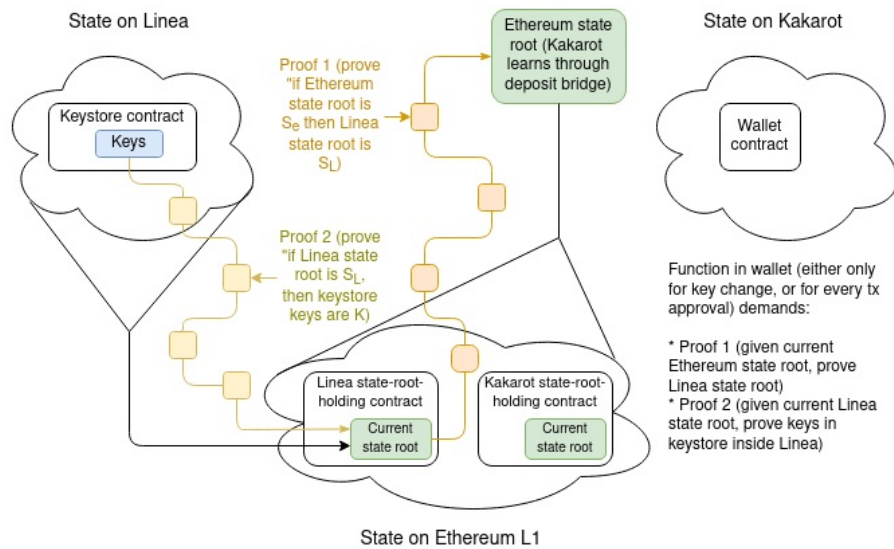 State on Linea
Keystore contract
Keys
Proof 1 (prove
"if Ethereum
state root is
Se then Linea
state root is
SL)
Ethereum state
root (Kakarot
learns through
deposit bridge)
State on Kakarot
Wallet
contract
Proof 2 (prove
"if Linea state
root is SL,
then keystore
keys are K)
Function in wallet (either only
for key change, or for every tx
approval) demands:
* Proof 1 (given current
Ethereum state root, prove
Linea state root)
* Proof 2 (given current Linea
state root, prove keys in
keystore inside Linea)
Linea state-root-
holding contract
Current
state root
Kakarot state-root-
holding contract
Current
state root
State on Ethereum L1